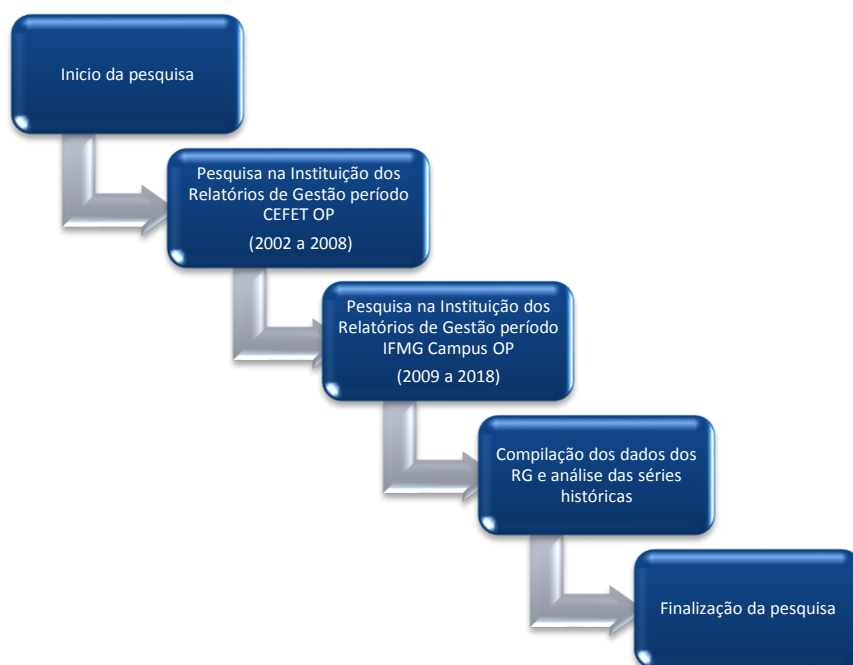 Inicio da pesquisa
Pesquisa na Instituição dos
Relatórios de Gestão período
CEFET OP
(2002 a 2008)
Pesquisa na Instituição dos
Relatórios de Gestão período
IFMG Campus OP
(2009 a 2018)
Compilação dos dados dos
RG e análise das séries
históricas
Finalização da pesquisa